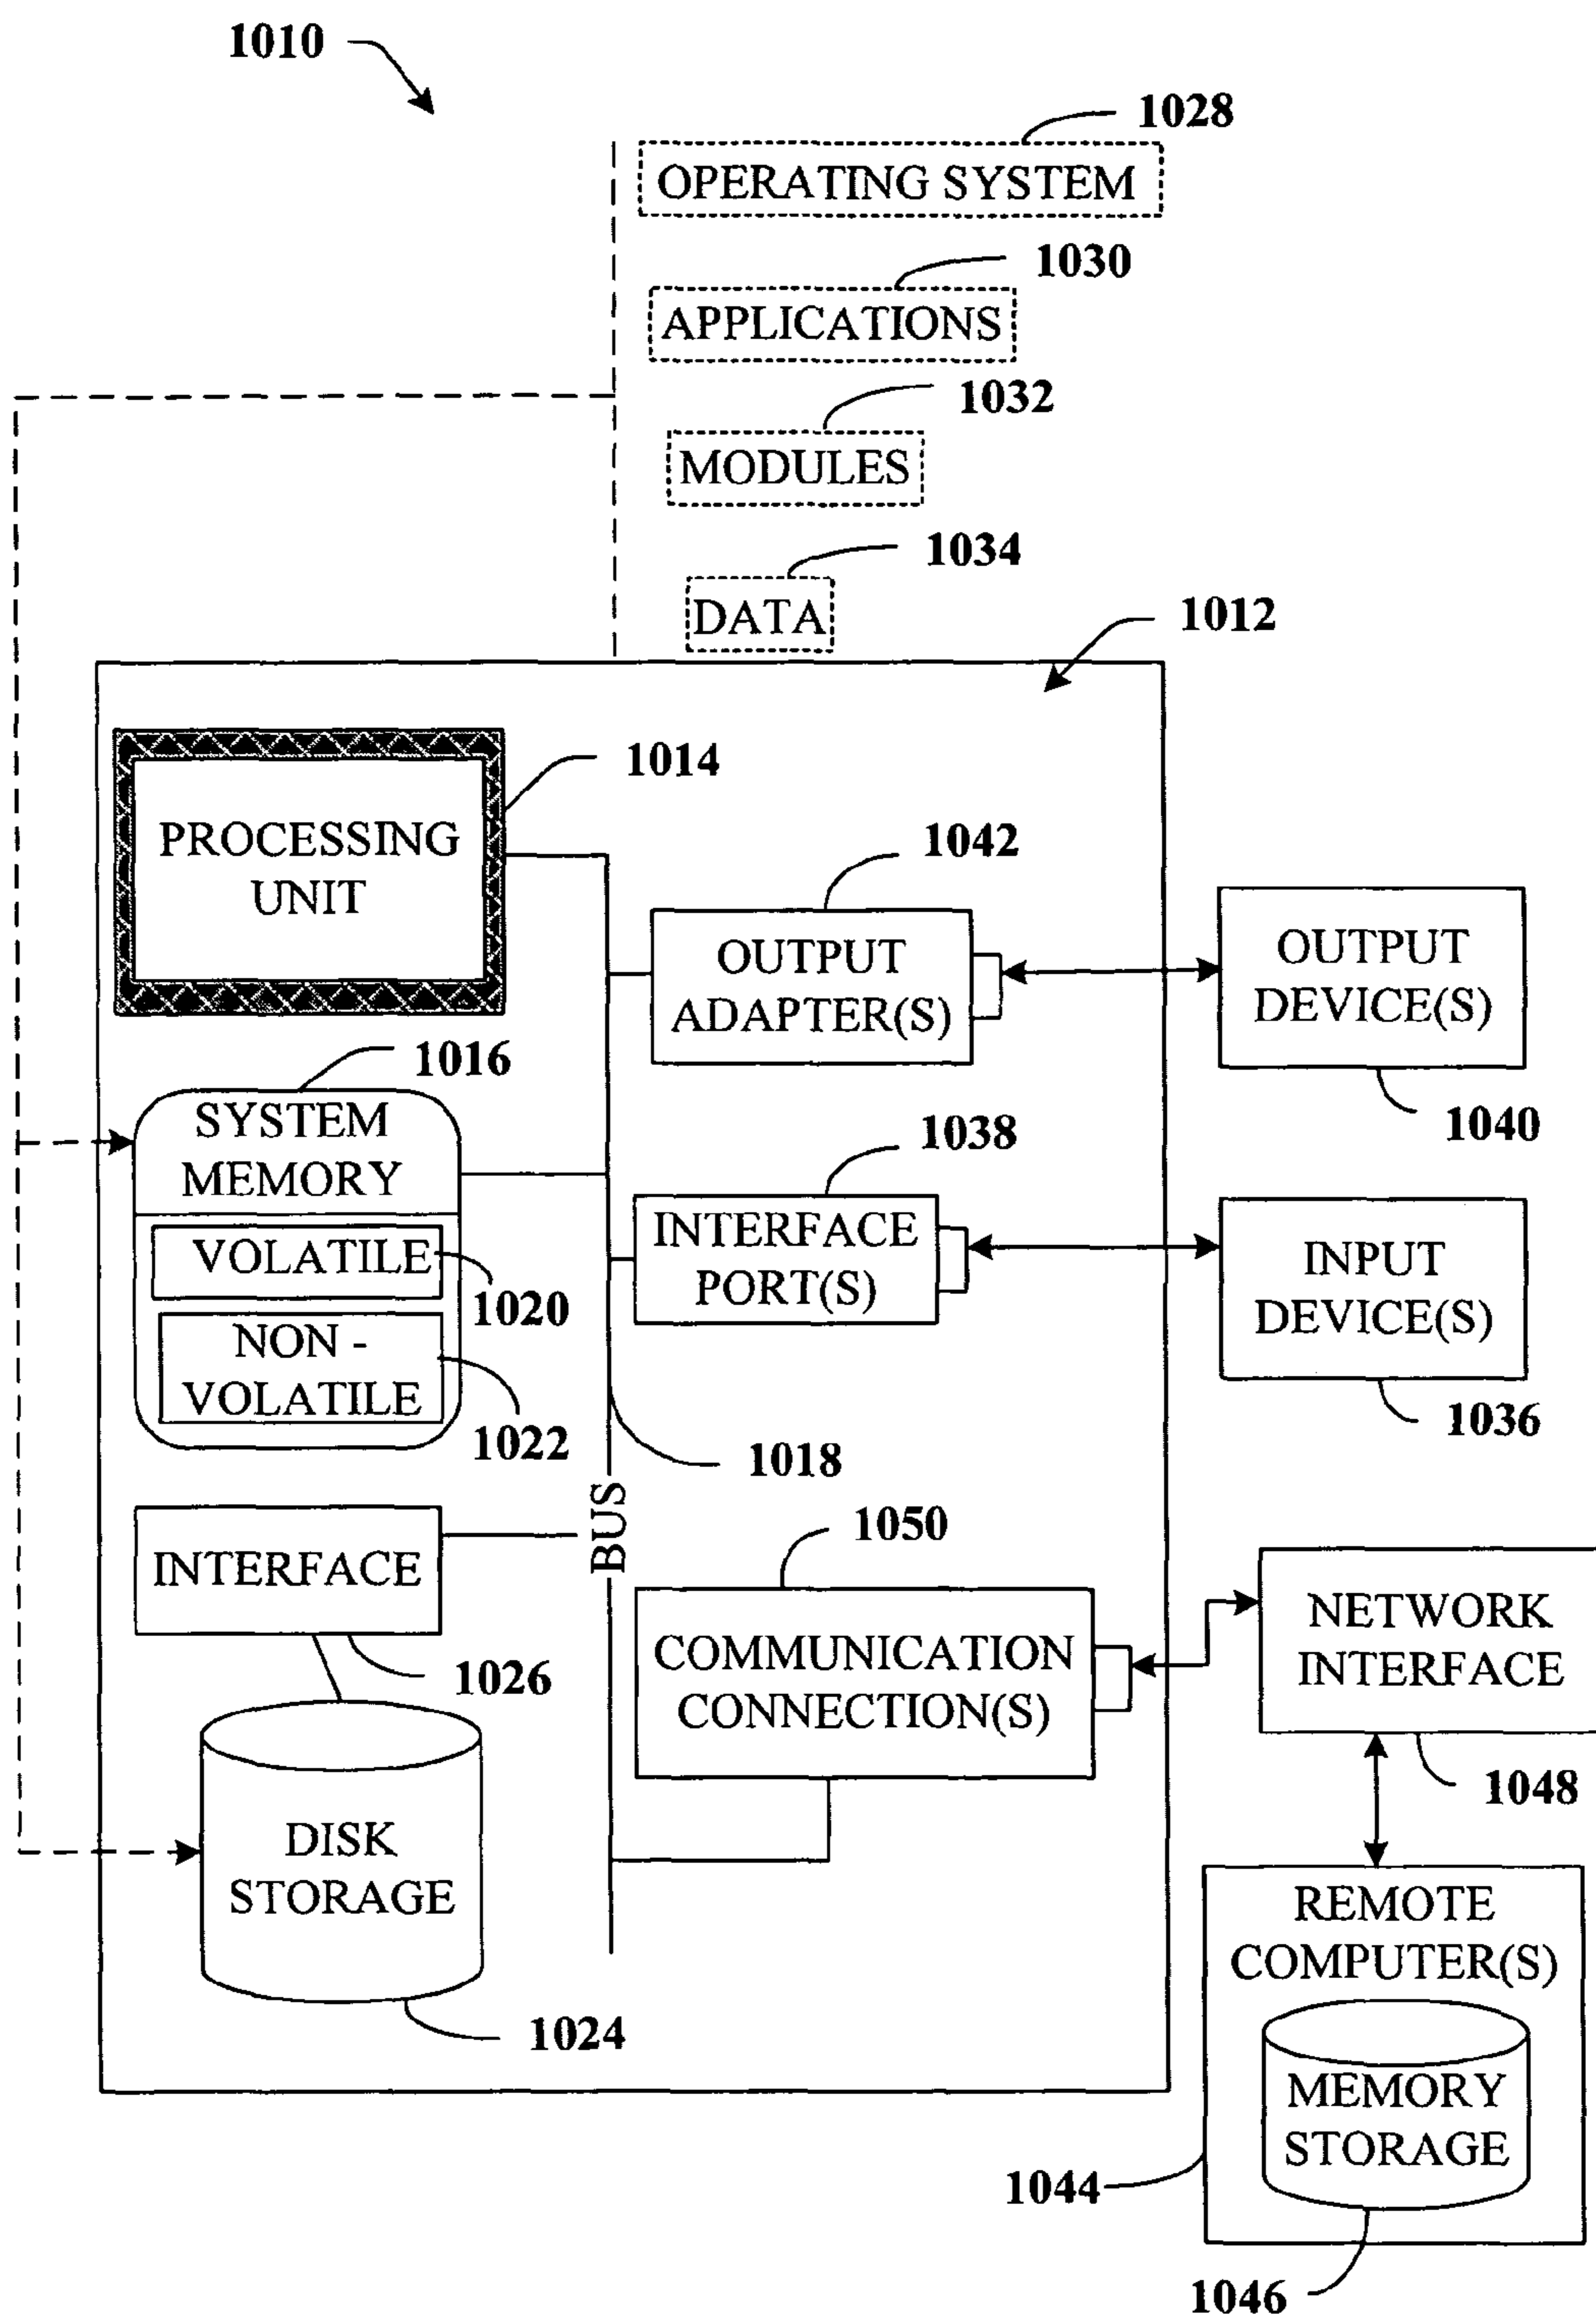 1010
1028
OPERATING SYSTEM
1030
APPLICATIONS
1032
MODULES
1034
DATA
1012
1014
PROCESSING
UNIT
1042
OUTPUT
ADAPTER(S)
OUTPUT
DEVICE(S)
1040
1016
SYSTEM
MEMORY
VOLATILE
1020
NON -
VOLATILE
1022
1038
INTERFACE
PORT(S)
INPUT
DEVICE(S)
1036
1018
BUS
INTERFACE
1026
1050
COMMUNICATION
CONNECTION(S)
NETWORK
INTERFACE
1048
DISK
STORAGE
1024
REMOTE
COMPUTER(S)
MEMORY
STORAGE
1044
1046